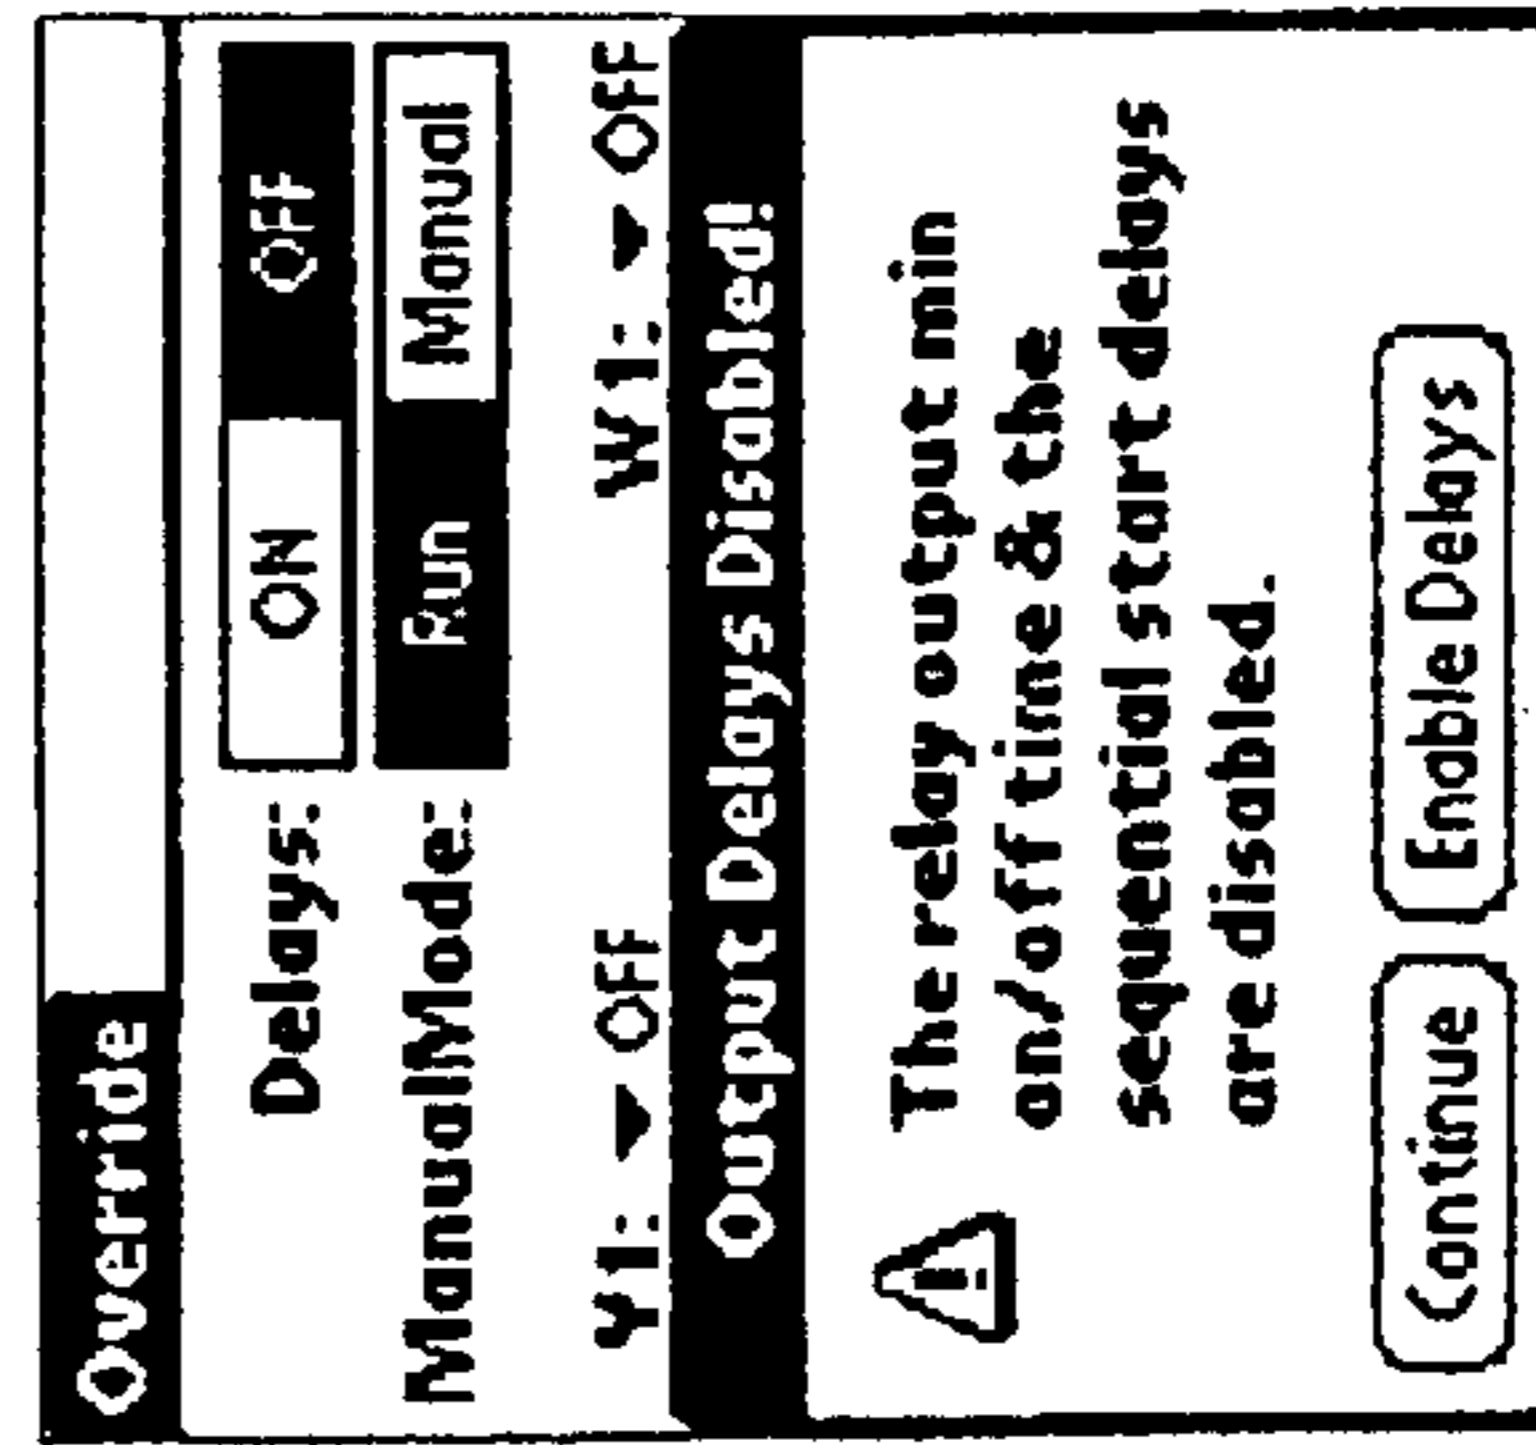 Override
Delays: ON OFF
ManualMode: Run Manual
Y1: OFF W1: OFF
Output Delays Disabled!
The relay output min
on/off time & the
sequential start delays
are disabled.
Continue Enable Delays